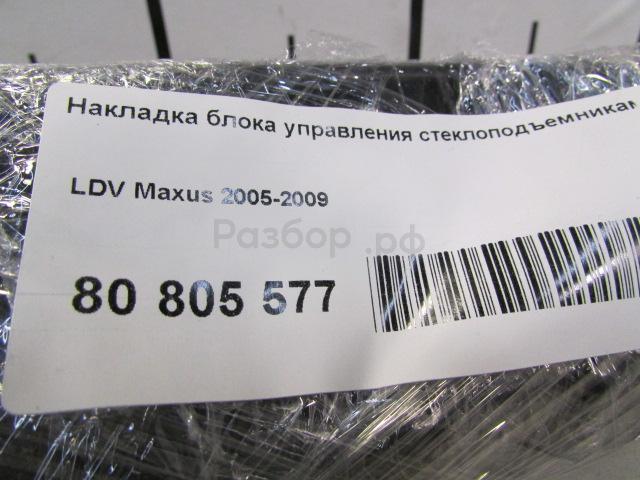 Накладка блока управления стеклоподъемникам
LDV Maxus 2005-2009
Разбор.рф
80 805 577